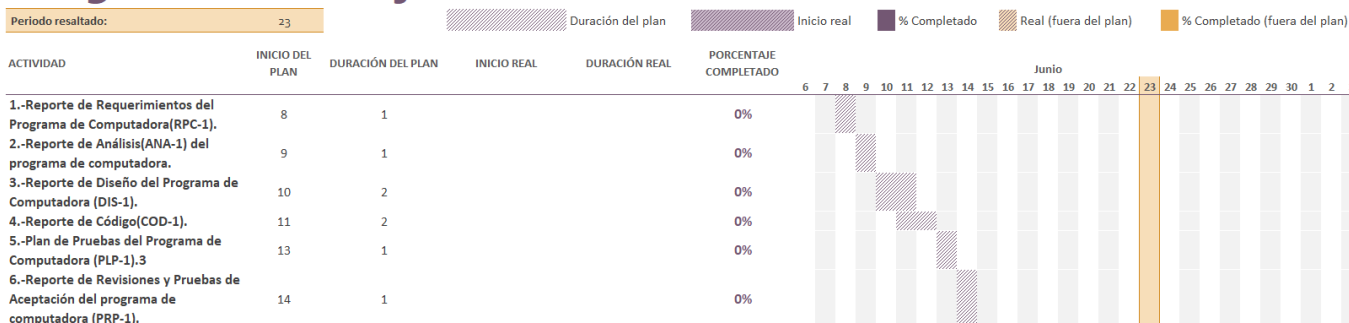 Periodo resaltado: 23 Duración del plan Inicio real % Completado Real (fuera del plan) % Completado (fuera del plan)
ACTIVIDAD INICIO DEL PLAN DURACIÓN DEL PLAN INICIO REAL DURACIÓN REAL PORCENTAJE COMPLETADO
Junio
6 7 8 9 10 11 12 13 14 15 16 17 18 19 20 21 22 23 24 25 26 27 28 29 30 1 2
1.-Reporte de Requerimientos del
Programa de Computadora(RPC-1). 8 1 0%
2.-Reporte de Análisis(ANA-1) del
programa de computadora. 9 1 0%
3.-Reporte de Diseño del Programa de
Computadora (DIS-1). 10 2 0%
4.-Reporte de Código(COD-1). 11 2 0%
5.-Plan de Pruebas del Programa de
Computadora (PLP-1).3 13 1 0%
6.-Reporte de Revisiones y Pruebas de
Aceptación del programa de 14 1 0%
computadora (PRP-1).